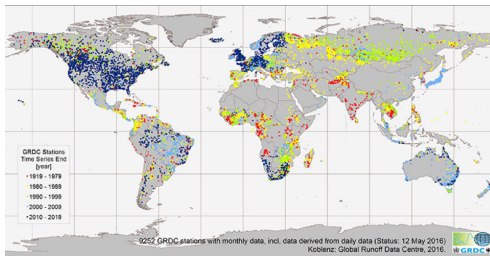 GRDC Stations
Time Series End
[year]
1919 - 1979
1980 - 1989
1990 - 1999
2000 - 2009
2010 - 2019
9252 GRDC stations with monthly data, incl. data derived from daily data (Status: 12 May 2016)
Koblenz: Global Runoff Data Centre, 2016.
GRDC